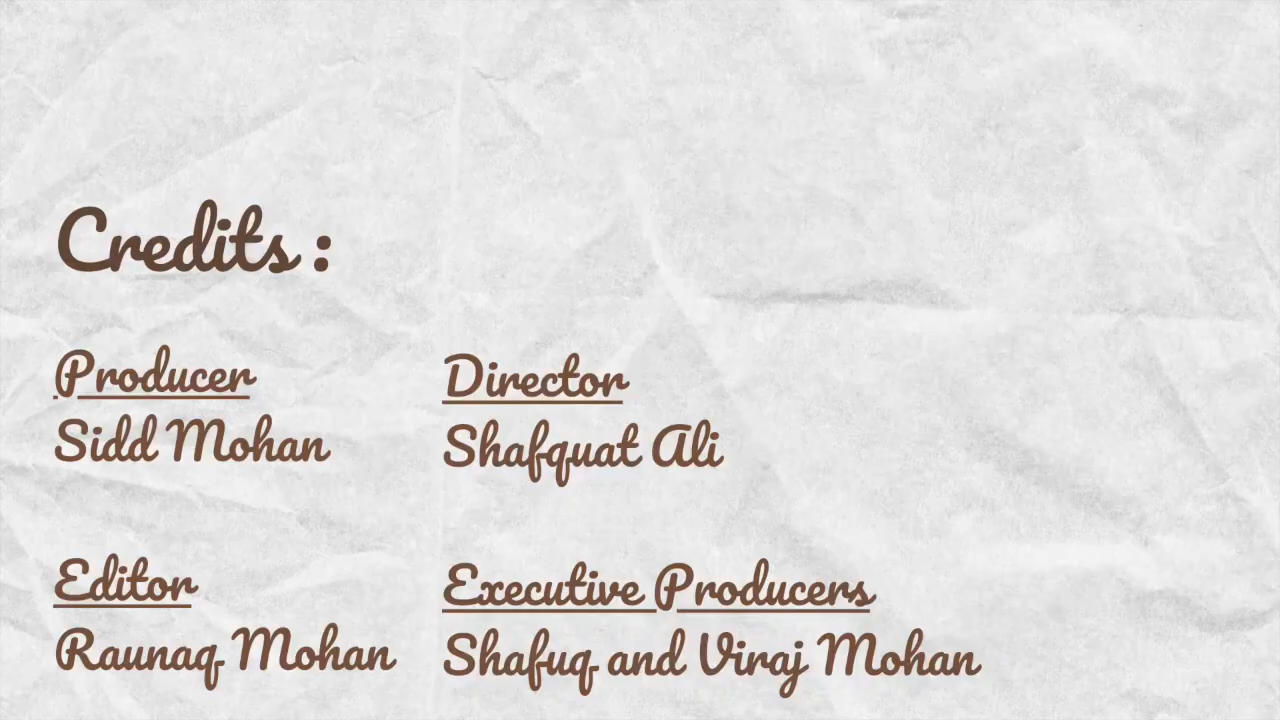 Credits :
Producer
Sidd Mohan
Director
Shafquat Ali
Editor
Raunaq Mohan
Executive Producers
Shafuq and Viraj Mohan